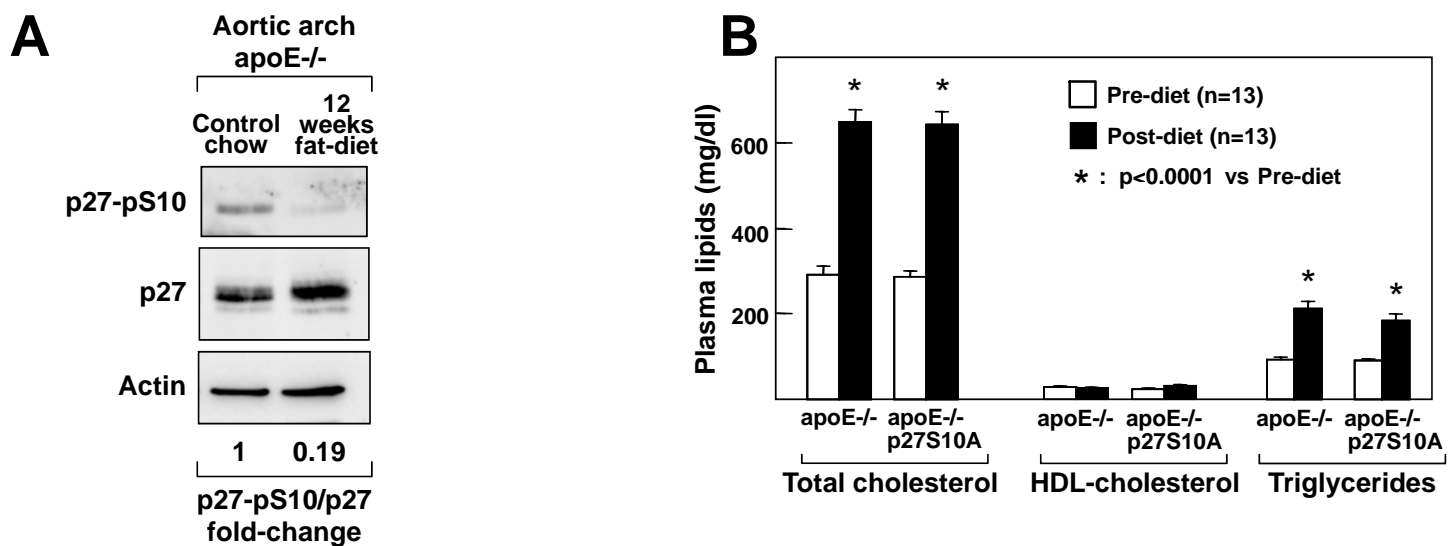 A
Aortic arch
apoE-/-
Control
chow
12
weeks
fat-diet
p27-pS10
p27
Actin
1 0.19
p27-pS10/p27
fold-change
B
Plasma lipids (mg/dl)
600
400
200
Pre-diet (n=13)
Post-diet (n=13)
* : p<0.0001 vs Pre-diet
* *
* *
apoE-/- apoE-/- apoE-/- apoE-/- apoE-/- apoE-/-
p27S10A p27S10A p27S10A
Total cholesterol HDL-cholesterol Triglycerides